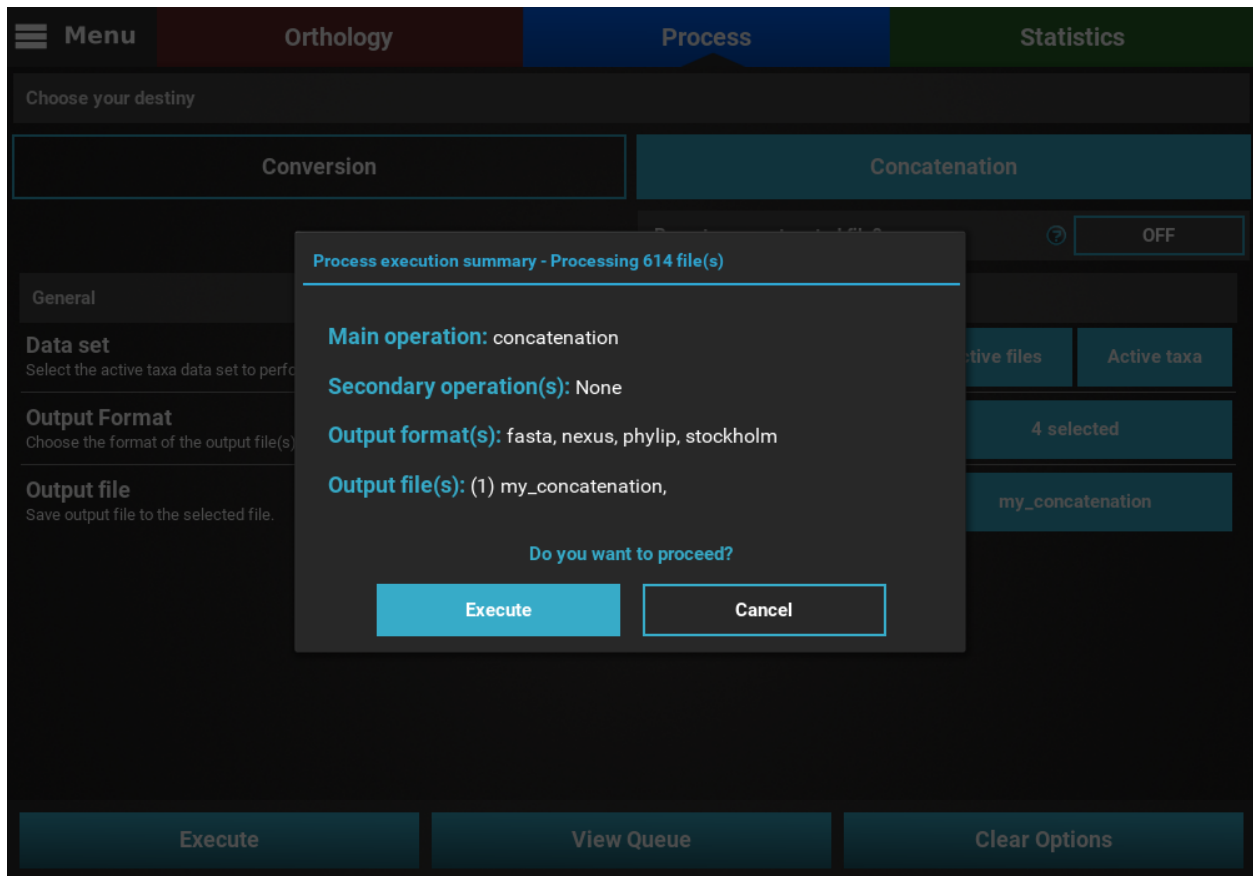 Menu
Orthology
Process
Statistics
Choose your destiny
Conversion
Concatenation
OFF
Process execution summary - Processing 614 file(s)
General
Main operation: concatenation
Data set
Select the active taxa data set to
Active taxa
files
Secondary operation(s): None
Output Format
Choose the format of the output file(s)
4 selected
Output format(s): fasta, nexus, phylip, stockholm
Output file
Save output file to the selected file.
my_concatenation
Output file(s): (1) my_concatenation,
Do you want to proceed?
Execute
Cancel
Execute
View Queue
Clear Options